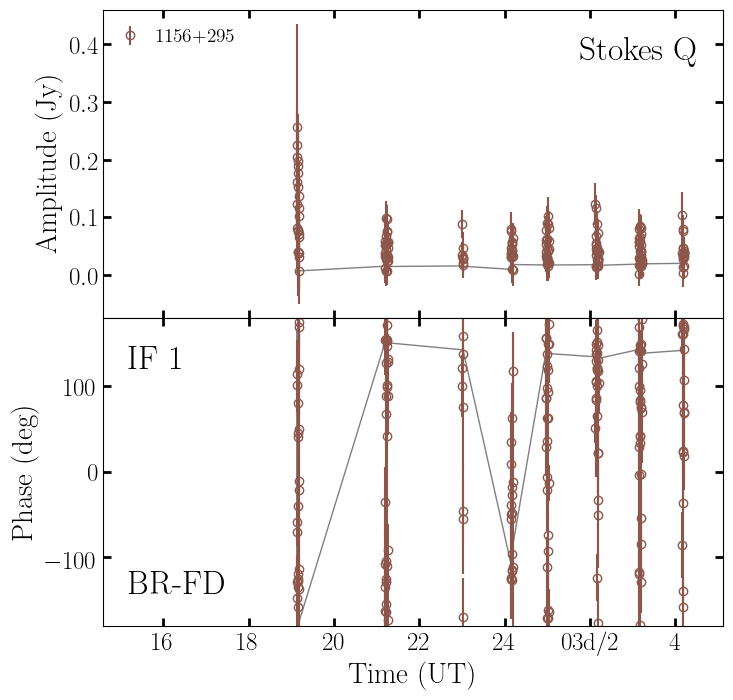 1156+295
Stokes Q
0.4
0.3
0.2
0.1
0.0
Amplitude (Jy)
IF 1
100
0
−100
Phase (deg)
BR-FD
16 18 20 22 24 03d/2 4
Time (UT)